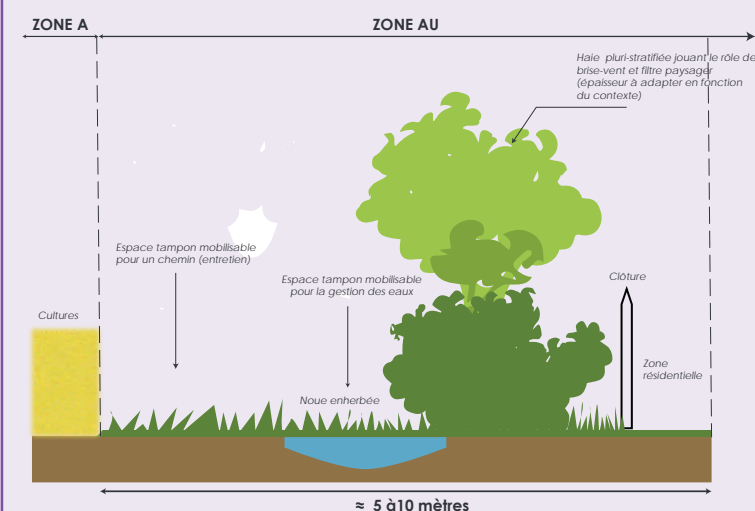 ZONE A
ZONE AU
Haie pluri-stratifiée jouant le rôle de
brise-vent et filtre paysager
(épaisseur à adapter en fonction
du contexte)
Espace tampon mobilisable
pour un chemin (entretien)
Espace tampon mobilisable
pour la gestion des eaux
Clôture
Cultures
Zone
résidentielle
Noue enherbée
≈ 5 à10 mètres